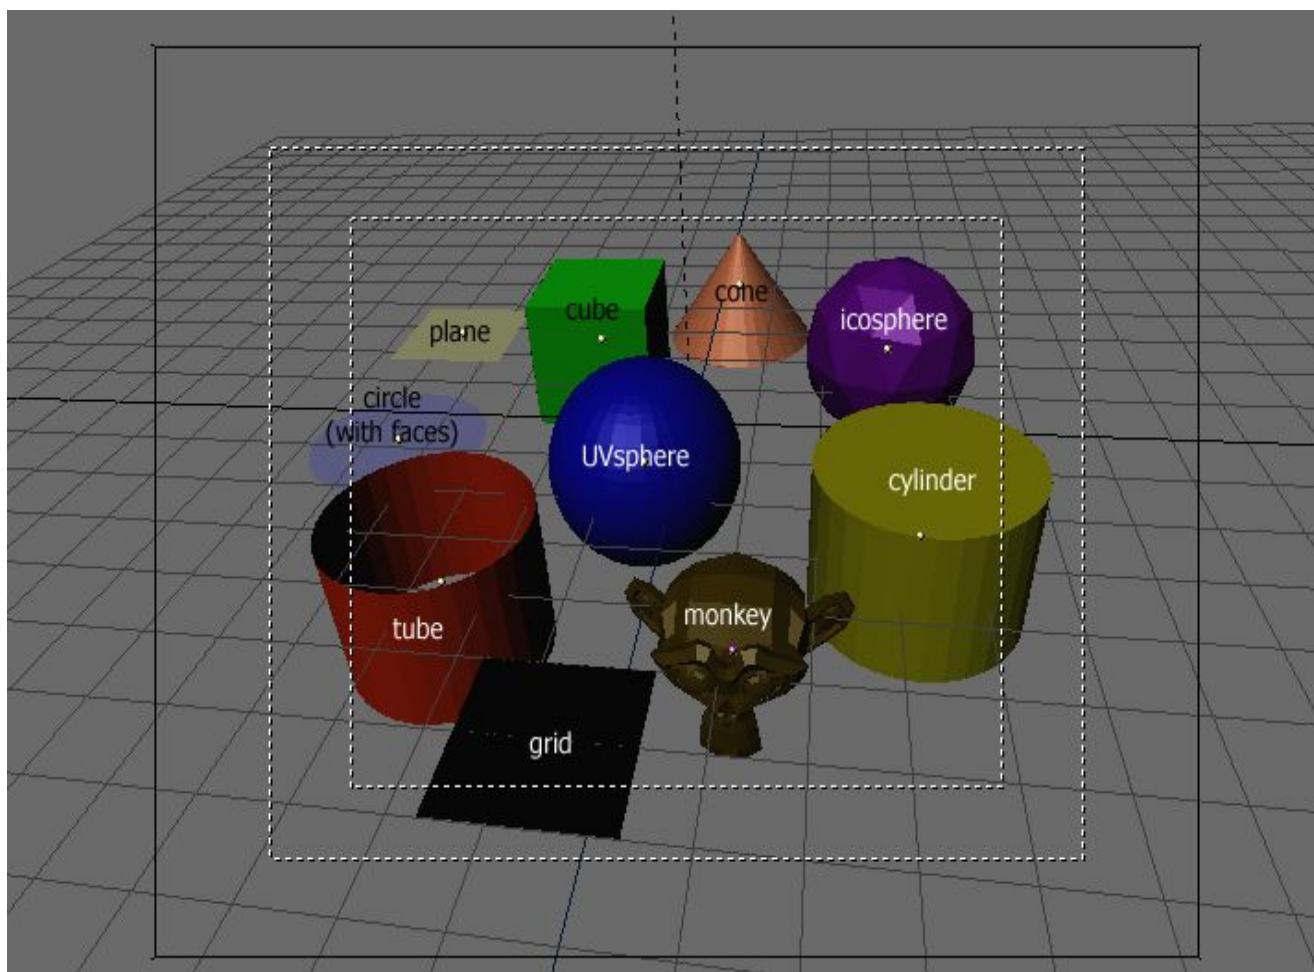 cone
cube
icosphere
plane
circle
(with faces)
UVsphere
cylinder
monkey
tube
grid